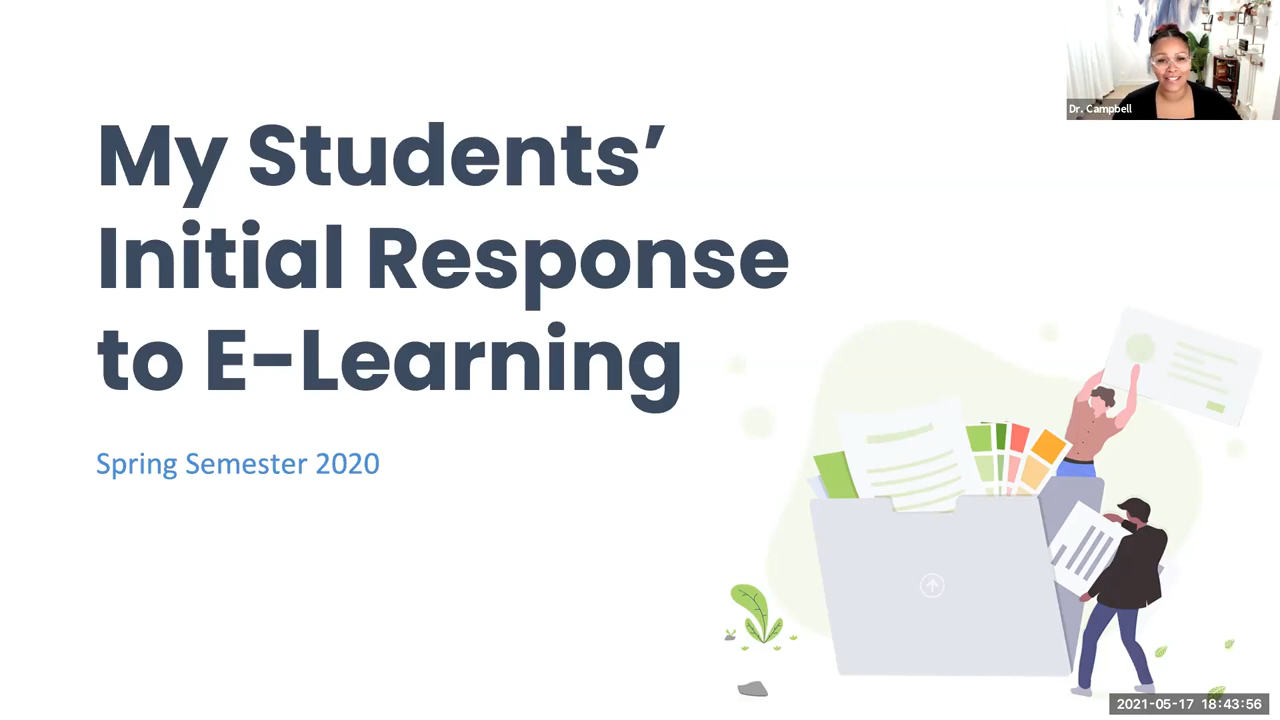 My Students’
Initial Response
to E-Learning
Spring Semester 2020
Dr. Campbell
2021-05-17 18:43:56